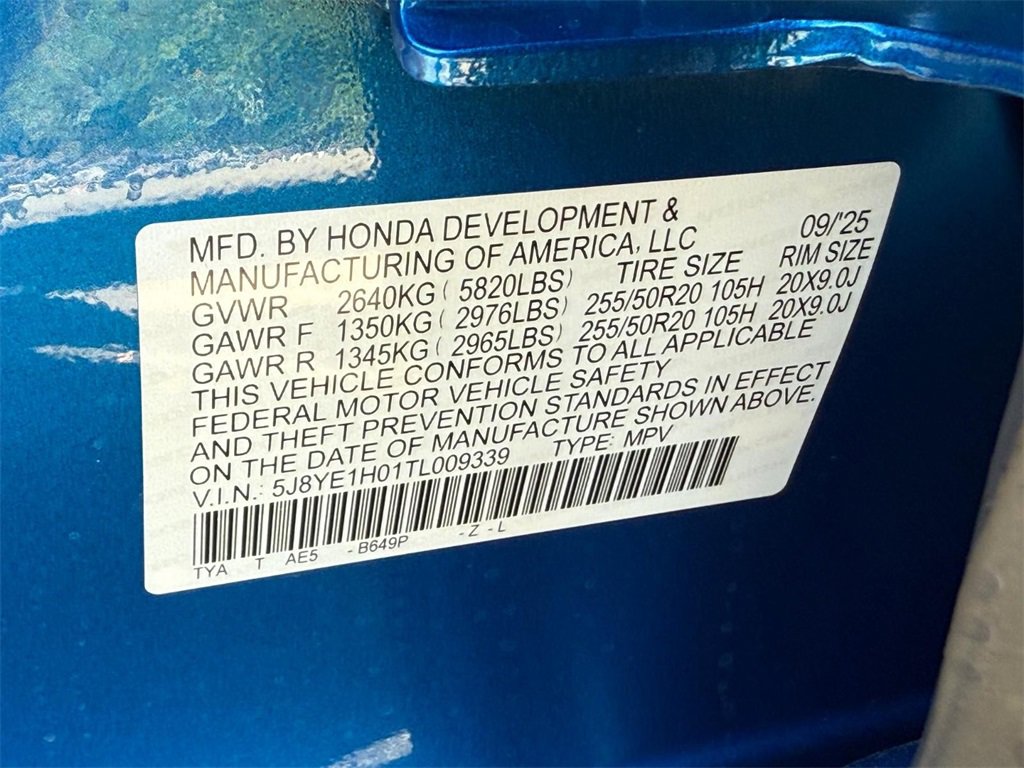 MFD. BY HONDA DEVELOPMENT & 09/'25
MANUFACTURING OF AMERICA, LLC
GVWR 2640KG ( 5820LBS) TIRE SIZE RIM SIZE
GAWR F 1350KG ( 2976LBS) 255/50R20 105H 20X9.0J
GAWR R 1345KG ( 2965LBS) 255/50R20 105H 20X9.0J
THIS VEHICLE CONFORMS TO ALL APPLICABLE
FEDERAL MOTOR VEHICLE SAFETY
AND THEFT PREVENTION STANDARDS IN EFFECT
ON THE DATE OF MANUFACTURE SHOWN ABOVE.
V.I.N.: 5J8YE1H01TL009339 TYPE: MPV
TYA T AE5 - B649P - Z - L